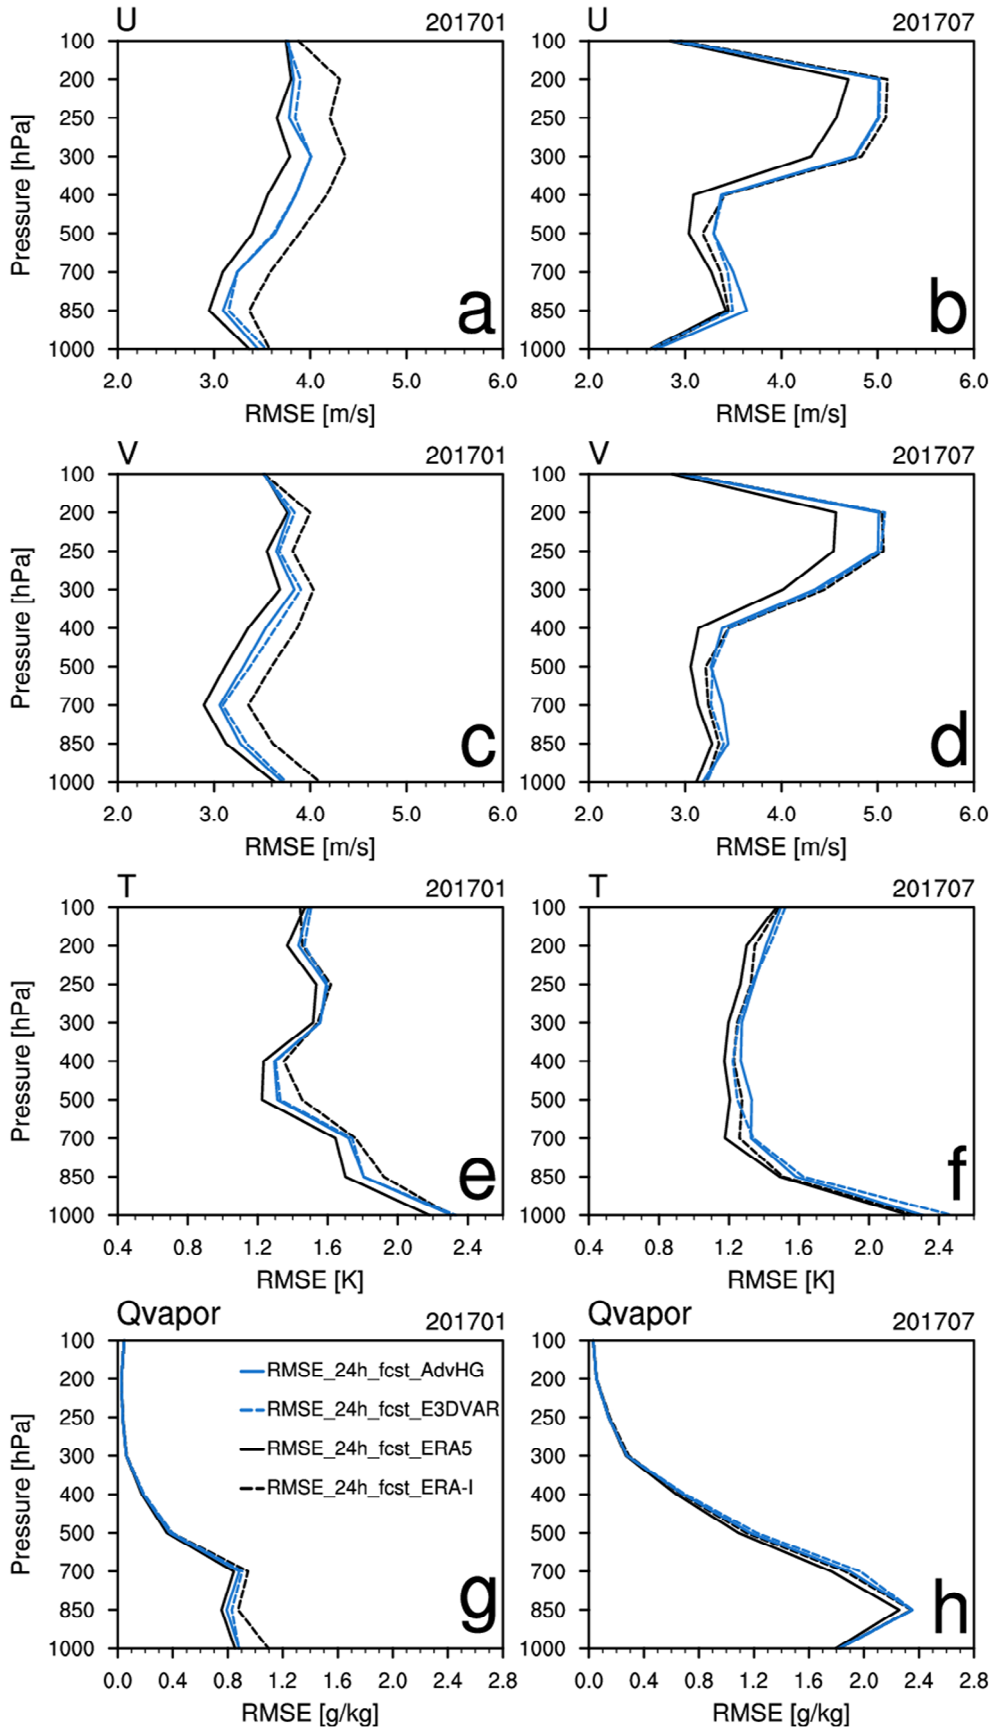 U 201701 U 201707
100 100
200 200
250 250
300 300
400 400
500 500
700 700
850 850
1000 1000
Pressure [hPa] Pressure [hPa]
a b
2.0 3.0 4.0 5.0 6.0 2.0 3.0 4.0 5.0 6.0
RMSE [m/s] RMSE [m/s]
V 201701 V 201707
100 100
200 200
250 250
300 300
400 400
500 500
700 700
850 850
1000 1000
Pressure [hPa] Pressure [hPa]
c d
2.0 3.0 4.0 5.0 6.0 2.0 3.0 4.0 5.0 6.0
RMSE [m/s] RMSE [m/s]
T 201701 T 201707
100 100
200 200
250 250
300 300
400 400
500 500
700 700
850 850
1000 1000
Pressure [hPa] Pressure [hPa]
e f
0.4 0.8 1.2 1.6 2.0 2.4 0.4 0.8 1.2 1.6 2.0 2.4
RMSE [K] RMSE [K]
Qvapor 201701 Qvapor 201707
100 100
200 200
250 250
300 300
400 400
500 500
700 700
850 850
1000 1000
Pressure [hPa] Pressure [hPa]
RMSE_24h_fcst_AdvHG
RMSE_24h_fcst_E3DVAR
RMSE_24h_fcst_ERA5
RMSE_24h_fcst_ERA-I
g h
0.0 0.4 0.8 1.2 1.6 2.0 2.4 2.8 0.0 0.4 0.8 1.2 1.6 2.0 2.4 2.8
RMSE [g/kg] RMSE [g/kg]